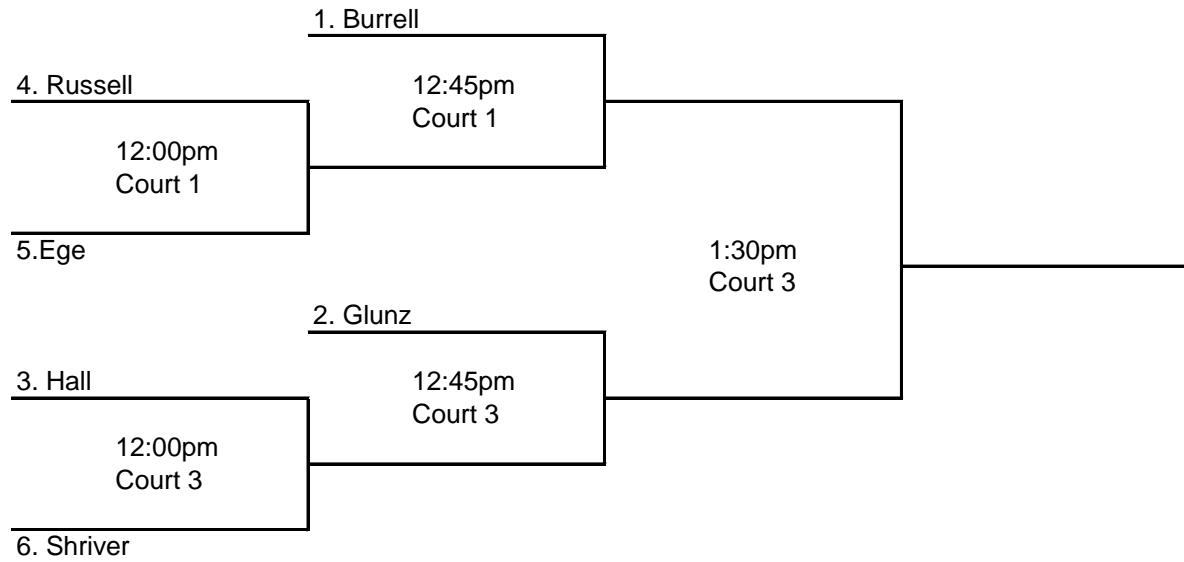 1. Burrell
4. Russell
12:45pm
Court 1
12:00pm
Court 1
5.Ege
1:30pm
Court 3
2. Glunz
3. Hall
12:45pm
Court 3
12:00pm
Court 3
6. Shriver